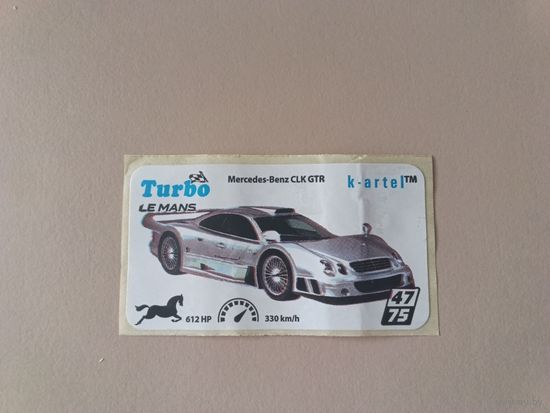 Turbo
Mercedes-Benz CLK GTR
k-artel™
LE MANS
612 HP
330 km/h
47
75